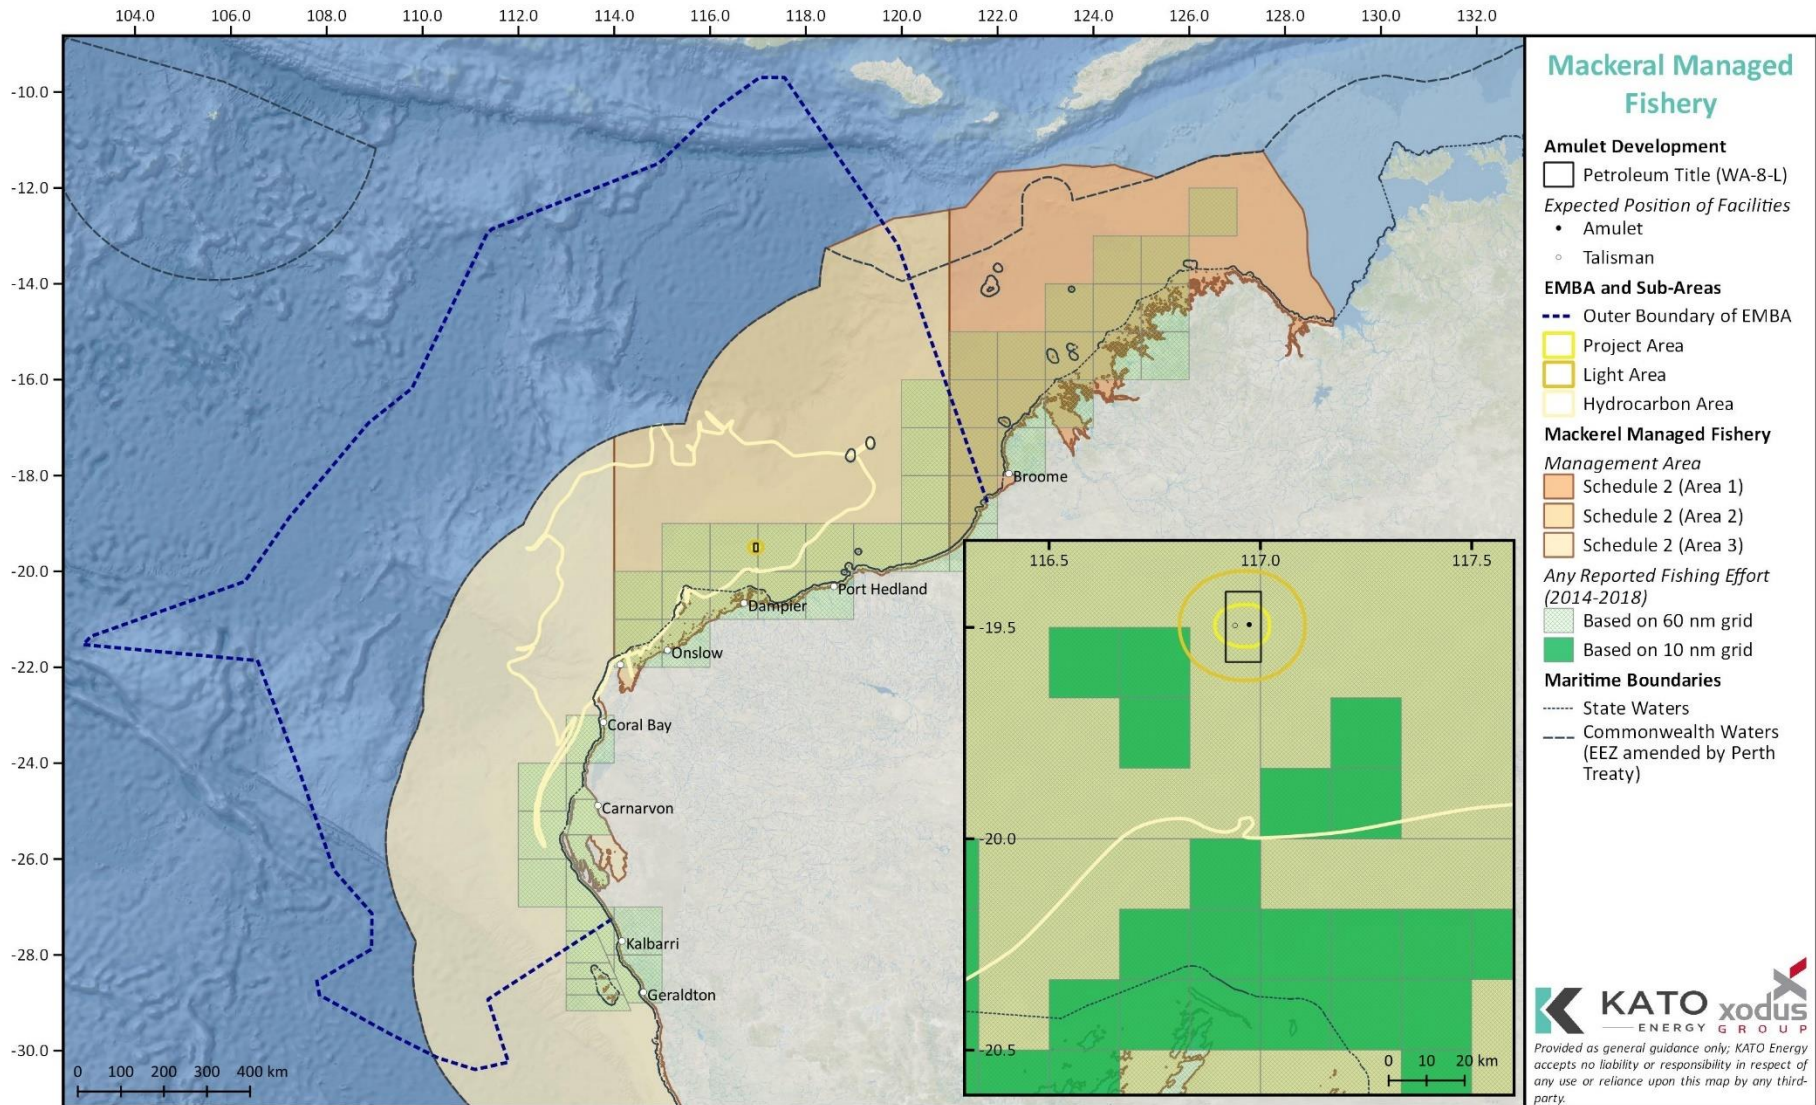 104.0 106.0 108.0 110.0 112.0 114.0 116.0 118.0 120.0 122.0 124.0 126.0 128.0 130.0 132.0
-10.0
-12.0
-14.0
-16.0
-18.0
-20.0
-22.0
-24.0
-26.0
-28.0
-30.0
Broome
Port Hedland
Dampier
Onslow
Coral Bay
Carnarvon
Kalbarri
Geraldton
0 100 200 300 400 km
116.5 117.0 117.5
-19.5
-20.0
-20.5
0 10 20 km
Mackeral Managed
Fishery
Amulet Development
Petroleum Title (WA-8-L)
Expected Position of Facilities
Amulet
Talisman
EMBA and Sub-Areas
Outer Boundary of EMBA
Project Area
Light Area
Hydrocarbon Area
Mackerel Managed Fishery
Management Area
Schedule 2 (Area 1)
Schedule 2 (Area 2)
Schedule 2 (Area 3)
Any Reported Fishing Effort
(2014-2018)
Based on 60 nm grid
Based on 10 nm grid
Maritime Boundaries
State Waters
Commonwealth Waters
(EEZ amended by Perth
Treaty)
KATO
ENERGY
xodus
GROUP
Provided as general guidance only; KATO Energy
accepts no liability or responsibility in respect of
any use or reliance upon this map by any third-
party.